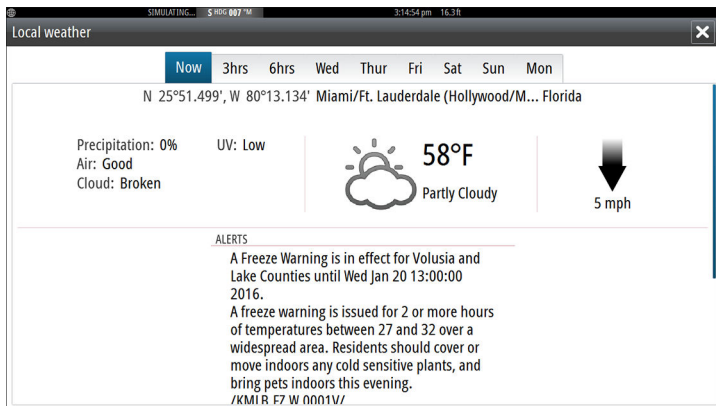 SIMULATING... S HDG 007 °M 3:14:54 pm 16.3 ft
Local weather
Now 3hrs 6hrs Wed Thur Fri Sat Sun Mon
N 25°51.499', W 80°13.134' Miami/Ft. Lauderdale (Hollywood/M... Florida
Precipitation: 0% UV: Low
Air: Good
Cloud: Broken
58°F
Partly Cloudy
5 mph
ALERTS
A Freeze Warning is in effect for Volusia and
Lake Counties until Wed Jan 20 13:00:00
2016.
A freeze warning is issued for 2 or more hours
of temperatures between 27 and 32 over a
widespread area. Residents should cover or
move indoors any cold sensitive plants, and
bring pets indoors this evening.
/KMLB.FZ.W.0001V/